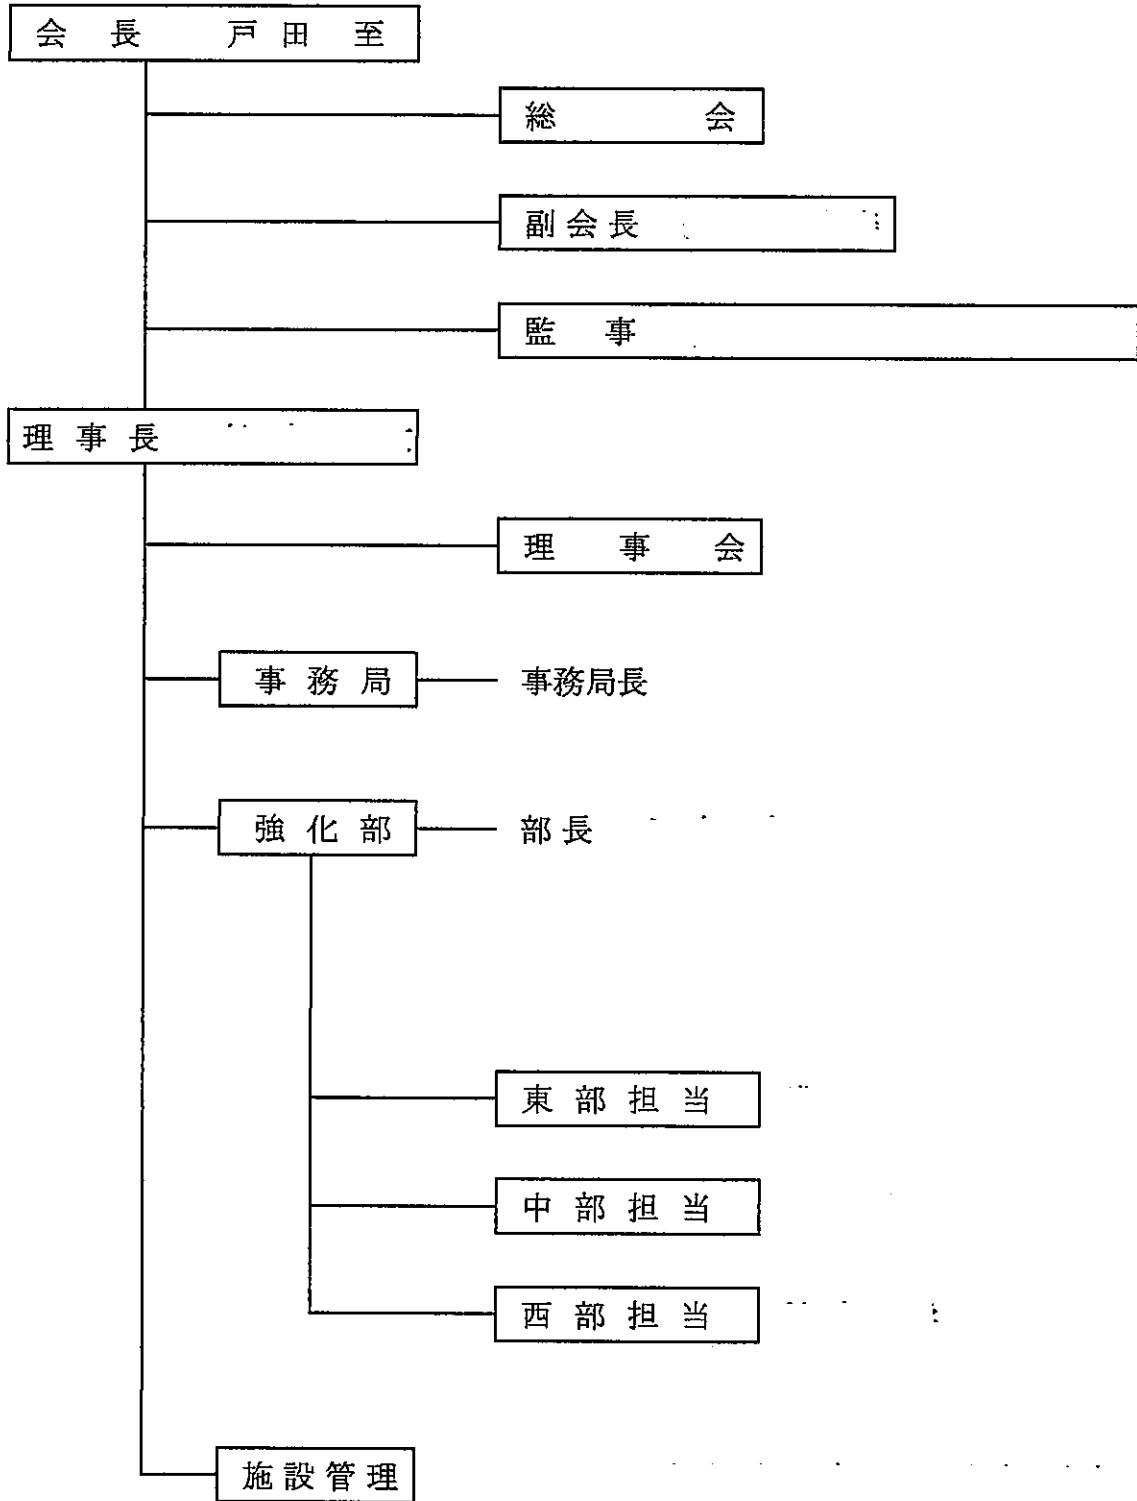 会長 戸田 至
総会
副会長
監事
理事長
理事会
事務局 事務局長
強化部 部長
東部担当
中部担当
西部担当
施設管理